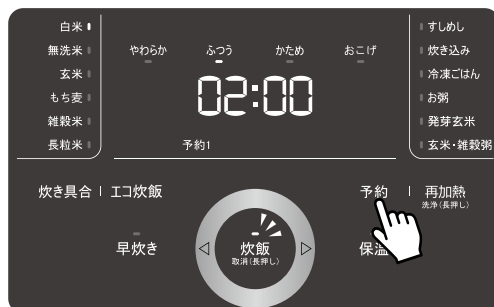 白米
無洗米
玄米
もち麦
雑穀米
長粒米
やわらか
ふつう
かため
おこげ
02:00
予約1
すしめし
炊き込み
冷凍ごはん
お粥
発芽玄米
玄米・雑穀粥
炊き具合
エコ炊飯
予約
再加熱
洗浄(長押し)
早炊き
炊飯
取消(長押し)
保温